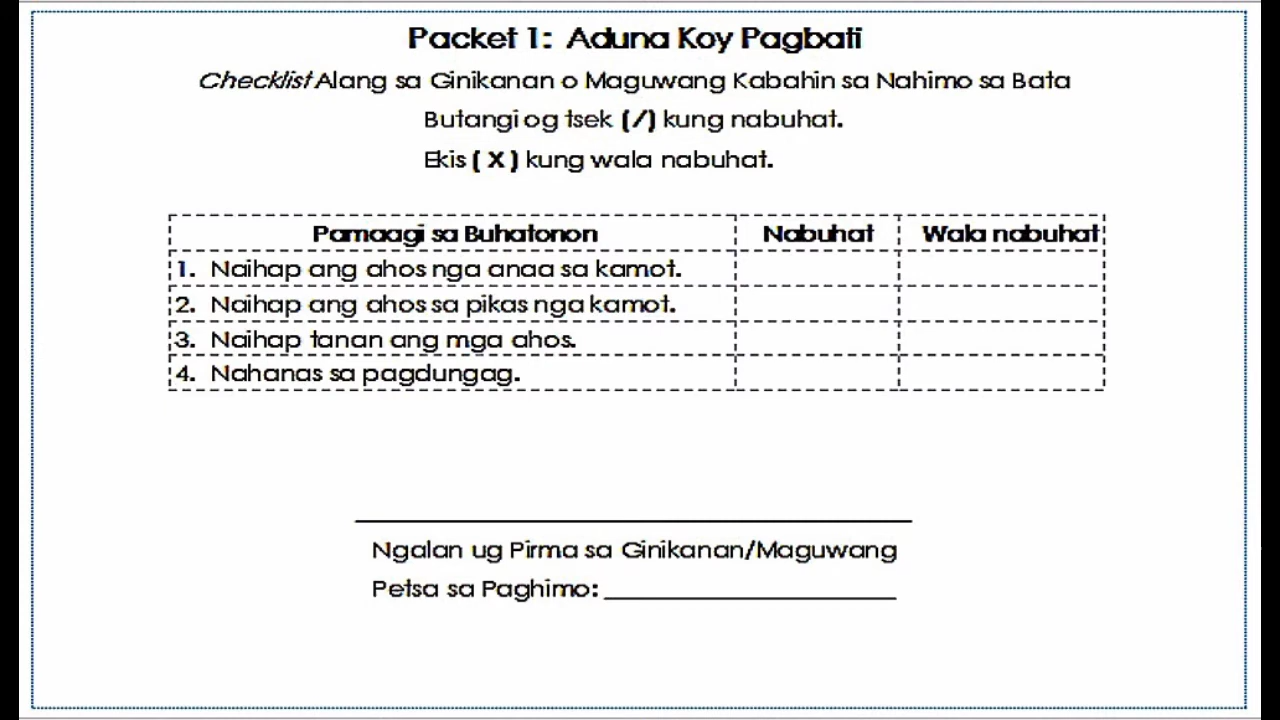 Packet 1: Aduna Koy Pagbati
Checklist Alang sa Ginikanan o Maguwang Kabahin sa Nahimo sa Bata
Butangi og tsek (/) kung nabuhat.
Ekis ( X ) kung wala nabuhat.
Pamaagi sa Buhatonon Nabuhat Wala nabuhat
1. Naihap ang ahos nga anaa sa kamot.
2. Naihap ang ahos sa pikas nga kamot.
3. Naihap tanan ang mga ahos.
4. Nahanas sa pagdungag.
Ngalan ug Pirma sa Ginikanan/Maguwang
Petsa sa Paghimo: ____________________